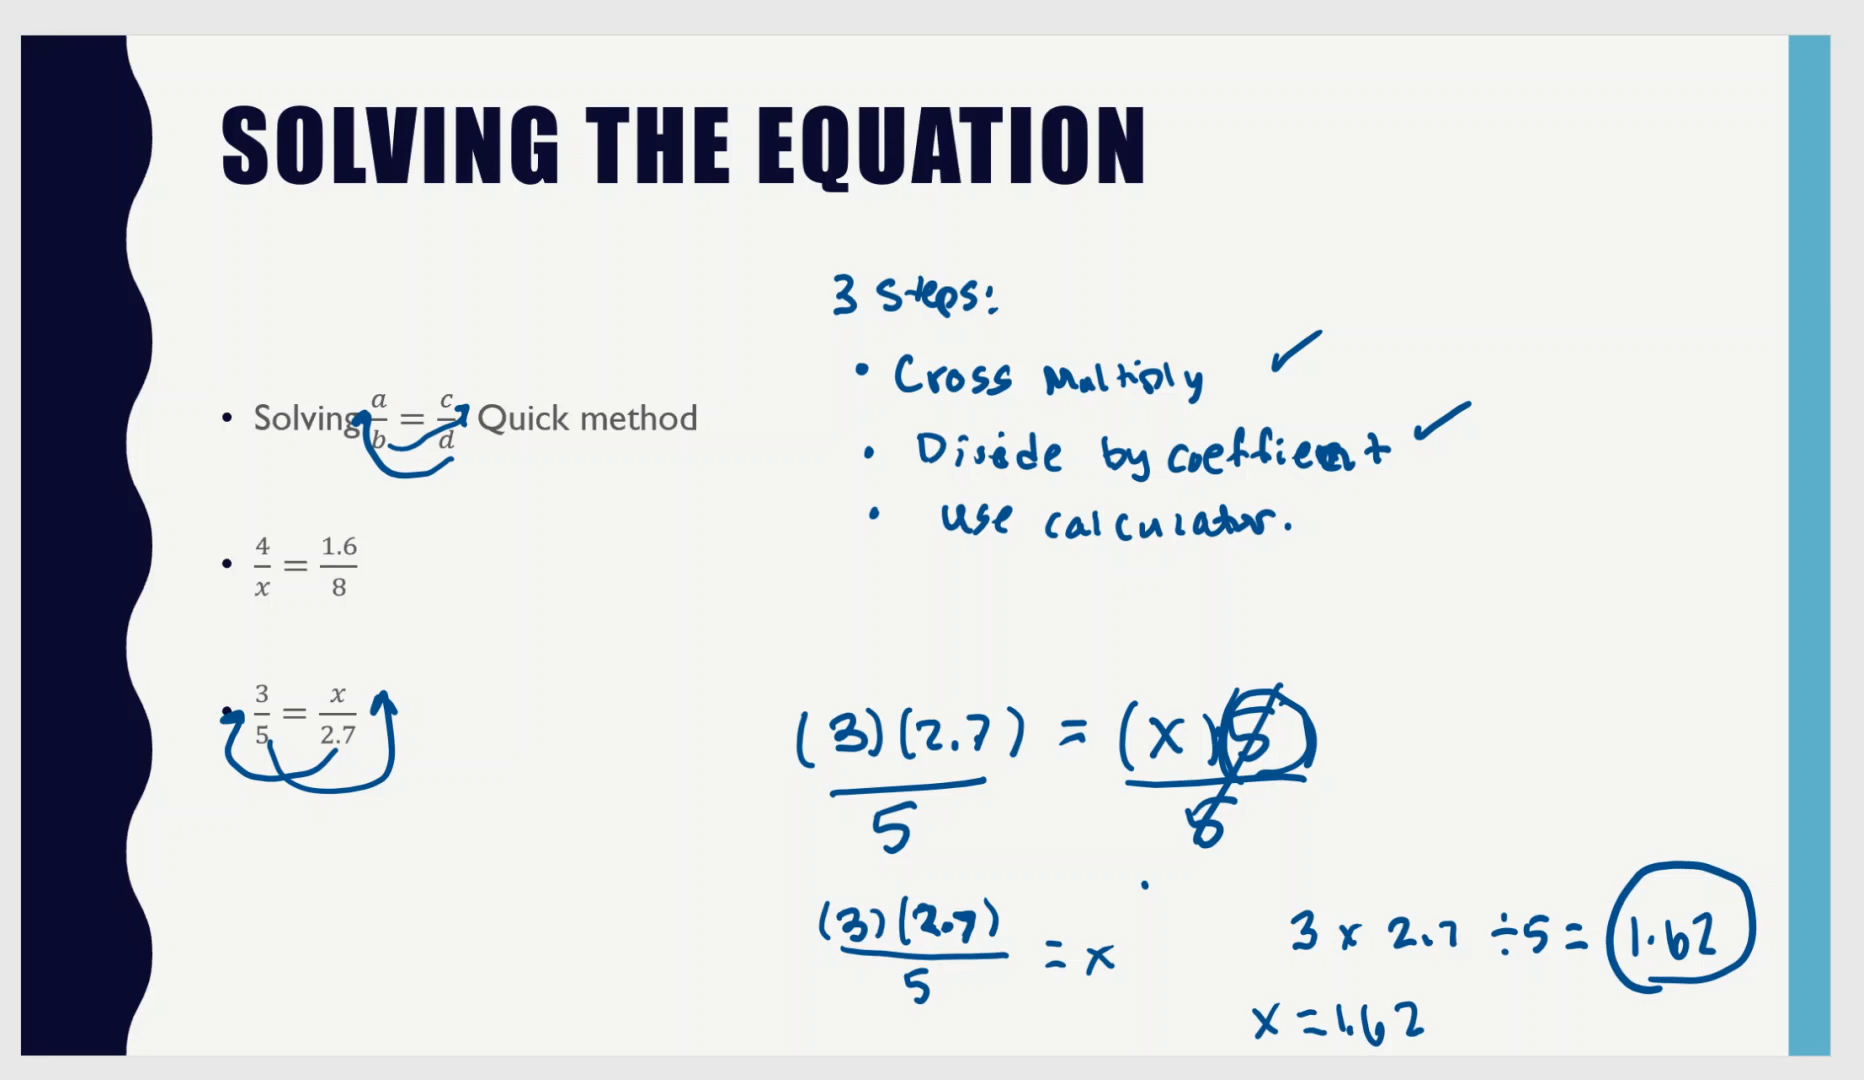 SOLVING THE EQUATION
3 Steps:
• Cross Multiply ✓
• Solving a/b = c/d Quick method
• Divide by coeffient ✓
• use calculator.
• 4/x = 1.6/8
• 3/5 = x/2.7
(3)(2.7) = (x)(5)
5 5
(3)(2.7)/5 = x
3 x 2.7 ÷5 = 1.62
x = 1.62